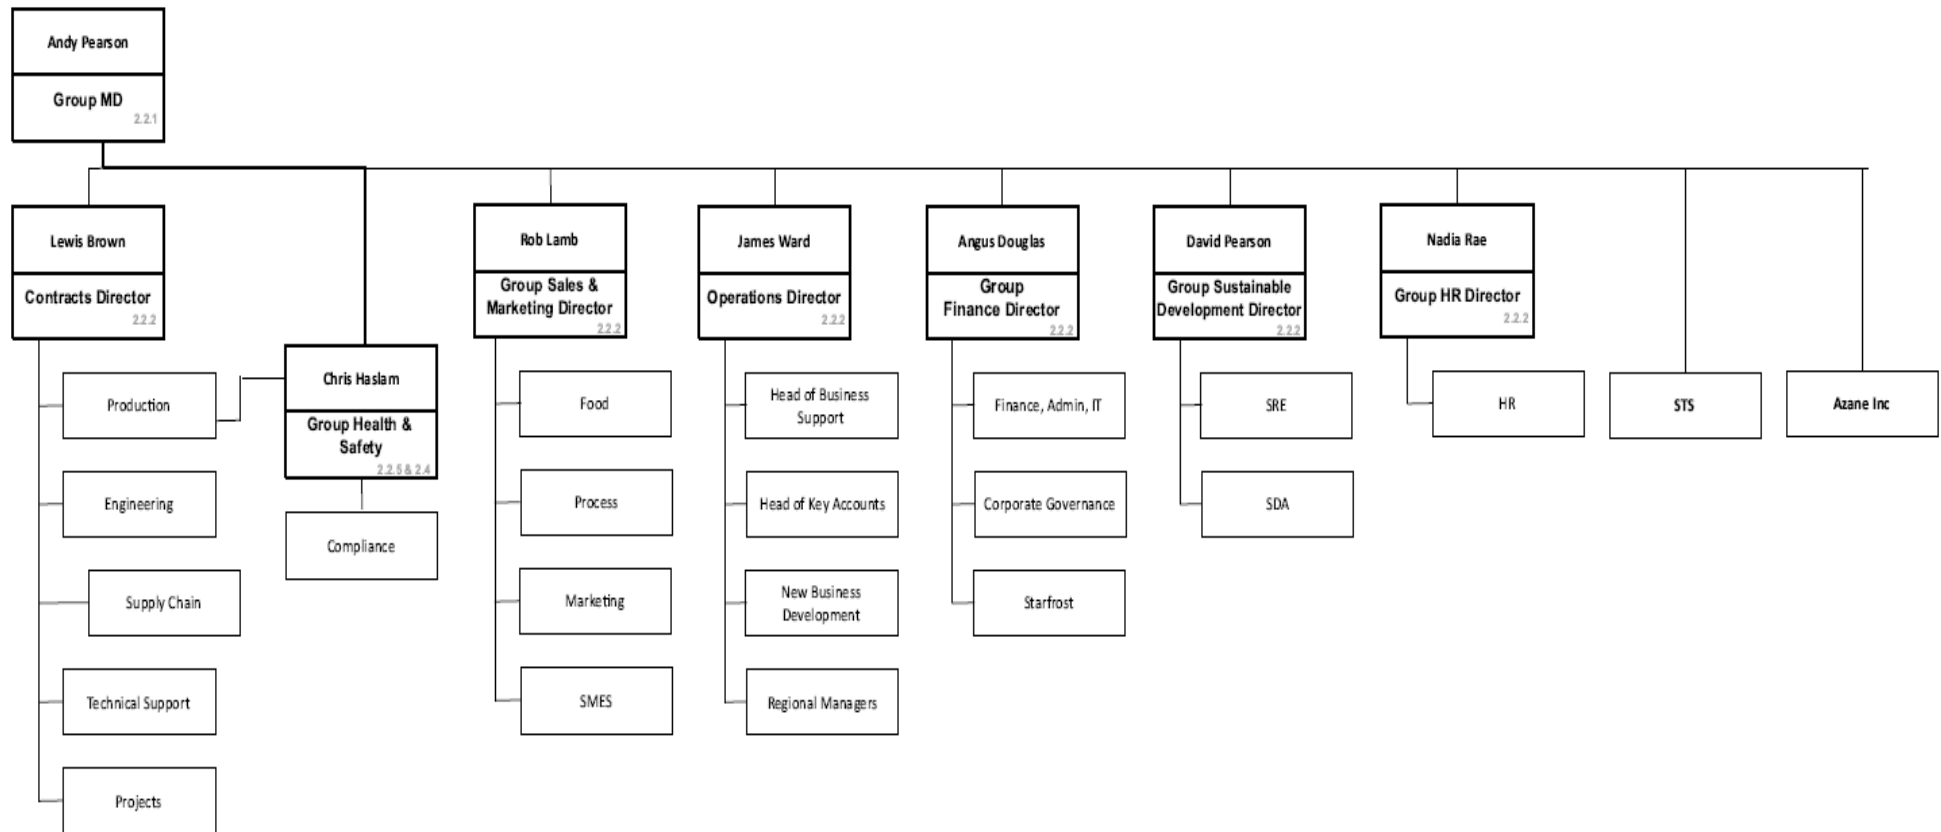 Andy Pearson
Group MD
2.2.1
Lewis Brown
Contracts Director
2.2.2
Production
Engineering
Supply Chain
Technical Support
Projects
Chris Haslam
Group Health &
Safety
2.2.5 & 2.4
Compliance
Rob Lamb
Group Sales &
Marketing Director
2.2.2
Food
Process
Marketing
SMES
James Ward
Operations Director
2.2.2
Head of Business
Support
Head of Key Accounts
New Business
Development
Regional Managers
Angus Douglas
Group
Finance Director
2.2.2
Finance, Admin, IT
Corporate Governance
Starfrost
David Pearson
Group Sustainable
Development Director
2.2.2
SRE
SDA
Nadia Rae
Group HR Director
2.2.2
HR
STS
Azane Inc